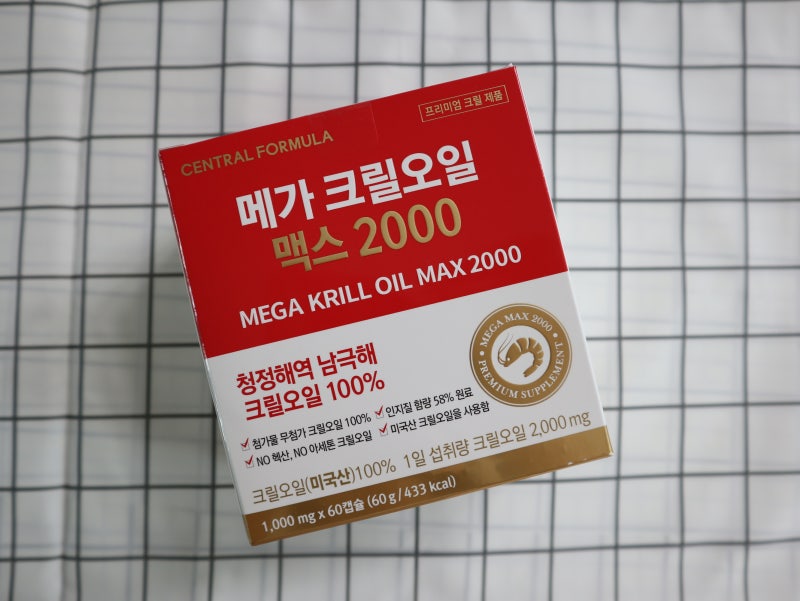 CENTRAL FORMULA
프리미엄 크릴 제품
메가 크릴오일
맥스 2000
MEGA KRILL OIL MAX 2000
청정해역 남극해
크릴오일 100%
MEGA MAX 2000
PREMIUM SUPPLEMENT
첨가물 무첨가 크릴오일 100% 인지질 함량 58% 원료
NO 헥산, NO 아세톤 크릴오일 미국산 크릴오일을 사용함
크릴오일(미국산)100% 1일 섭취량 크릴오일 2,000 mg
1,000 mg x 60캡슐 (60 g / 433 kcal)